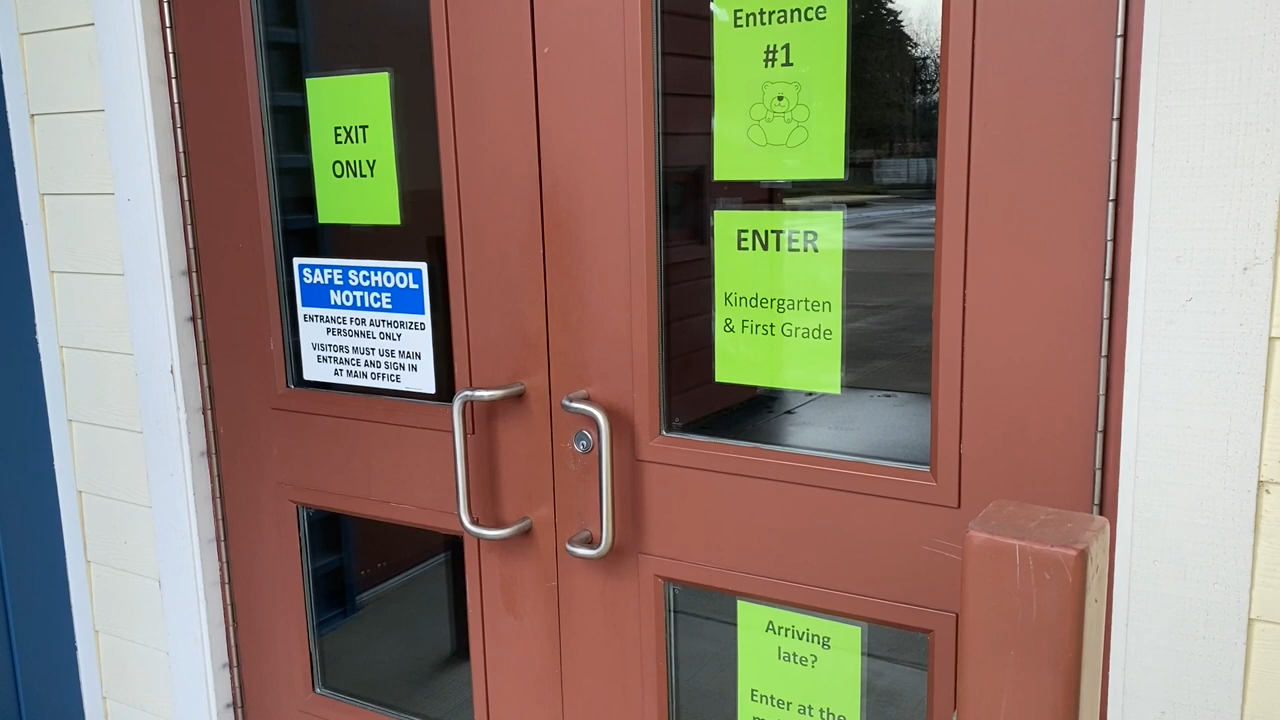 EXIT
ONLY
SAFE SCHOOL
NOTICE
ENTRANCE FOR AUTHORIZED
PERSONNEL ONLY
VISITORS MUST USE MAIN
ENTRANCE AND SIGN IN
AT MAIN OFFICE
Entrance
#1
ENTER
Kindergarten
& First Grade
Arriving
late?
Enter at the